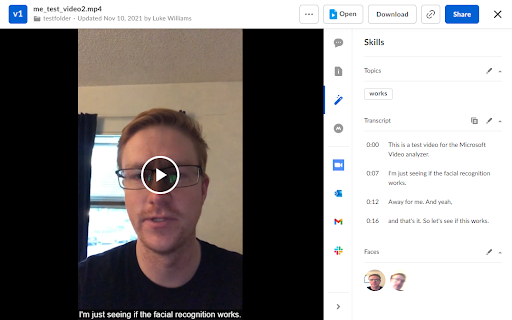 v1
me_test_video2.mp4
testfolder · Updated Nov 10, 2021 by Luke Williams
Open
Download
Share
I'm just seeing if the facial recognition works.
Skills
Topics
works
Transcript
0:00 This is a test video for the Microsoft
Video analyzer.
0:07 I'm just seeing if the facial recognition
works.
0:12 Away for me. And yeah,
0:16 and that's it. So let's see if this works.
Faces